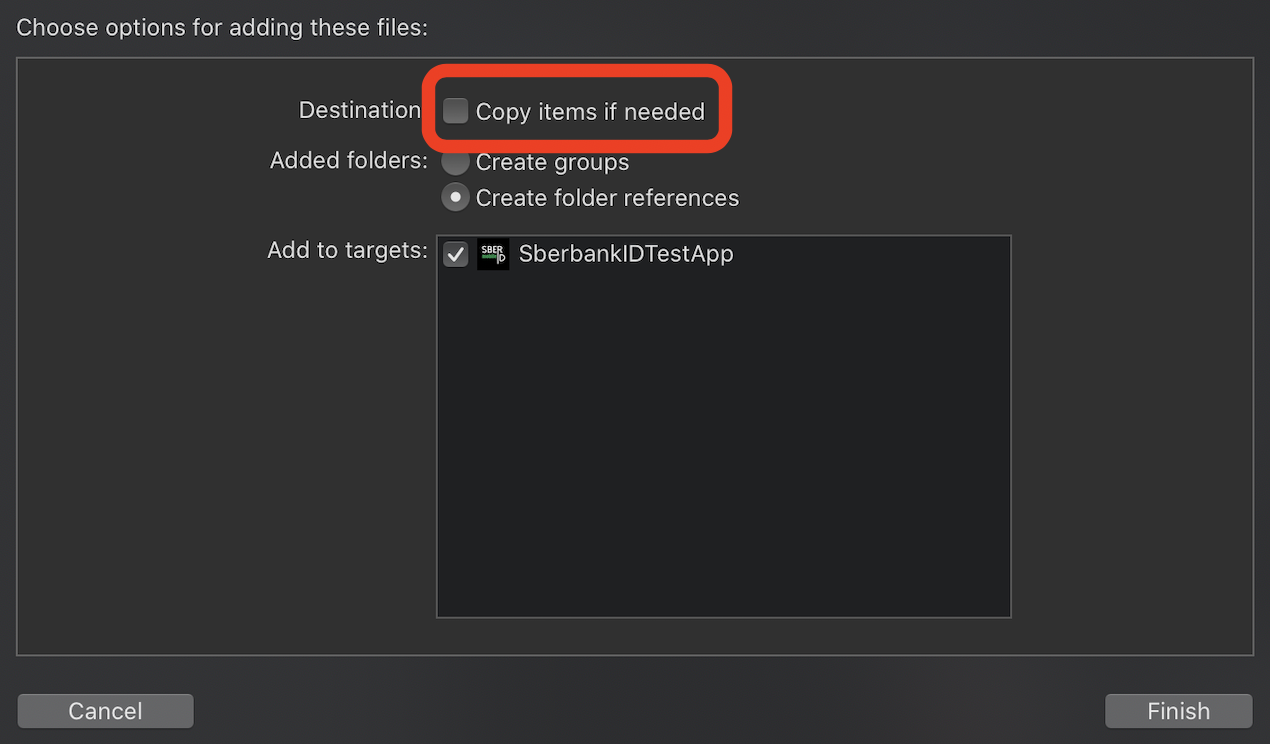 Choose options for adding these files:
Destination Copy items if needed
Added folders: Create groups
Create folder references
Add to targets: SBER ID SberbankIDTestApp
Cancel Finish